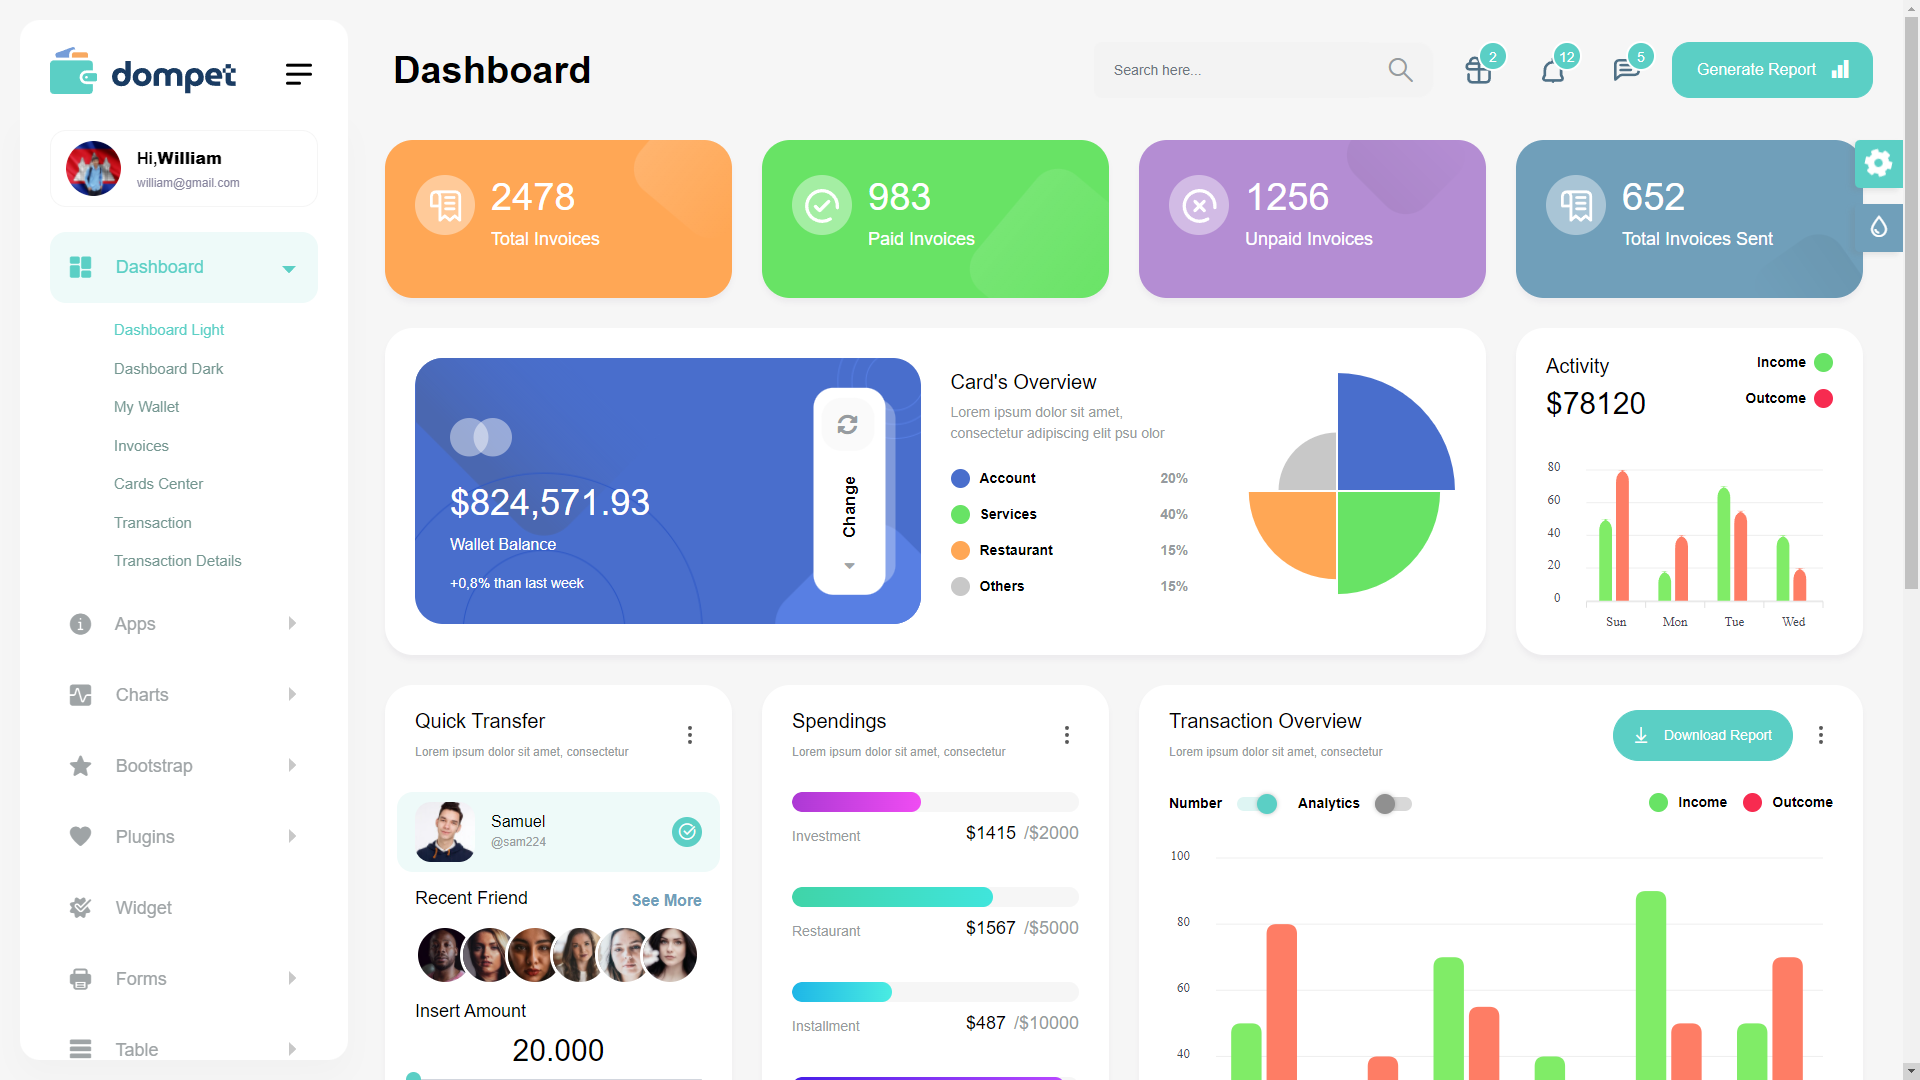 dompet
Hi,William
william@gmail.com
Dashboard
Dashboard Light
Dashboard Dark
My Wallet
Invoices
Cards Center
Transaction
Transaction Details
Apps
Charts
Bootstrap
Plugins
Widget
Forms
Table
Dashboard
Search here...
2
12
5
Generate Report
2478
Total Invoices
983
Paid Invoices
1256
Unpaid Invoices
652
Total Invoices Sent
$824,571.93
Wallet Balance
+0,8% than last week
Change
Card's Overview
Lorem ipsum dolor sit amet,
consectetur adipiscing elit psu olor
Account 20%
Services 40%
Restaurant 15%
Others 15%
Activity
$78120
Income
Outcome
80
60
40
20
0
Sun Mon Tue Wed
Quick Transfer
Lorem ipsum dolor sit amet, consectetur
Samuel
@sam224
Recent Friend See More
Insert Amount
20.000
Spendings
Lorem ipsum dolor sit amet, consectetur
Investment $1415 /$2000
Restaurant $1567 /$5000
Installment $487 /$10000
Transaction Overview
Lorem ipsum dolor sit amet, consectetur
Download Report
Number Analytics Income Outcome
100
80
60
40